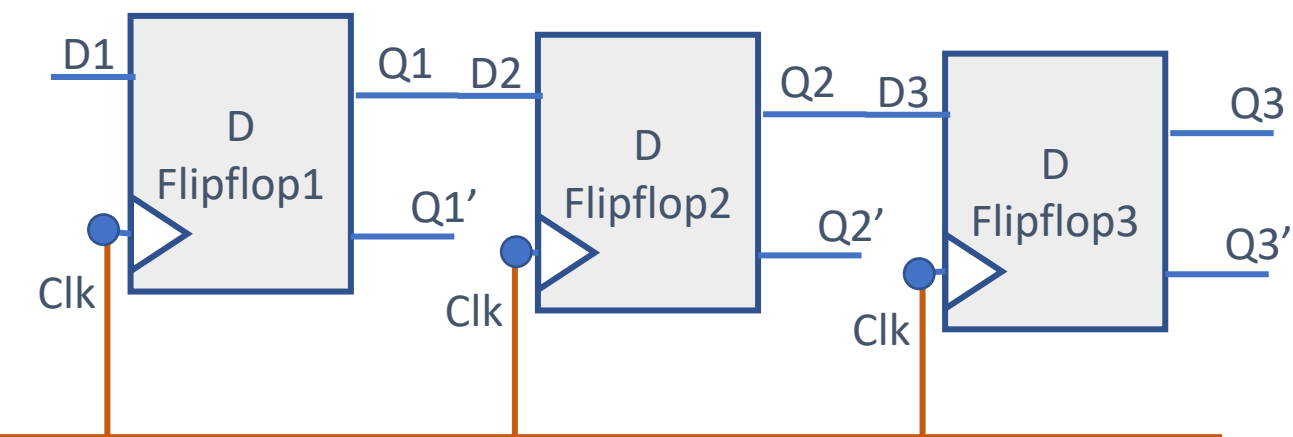 D1
D
Flipflop1
Q1
Q1’
Clk
D2
D
Flipflop2
Q2
Q2’
Clk
D3
D
Flipflop3
Q3
Q3’
Clk